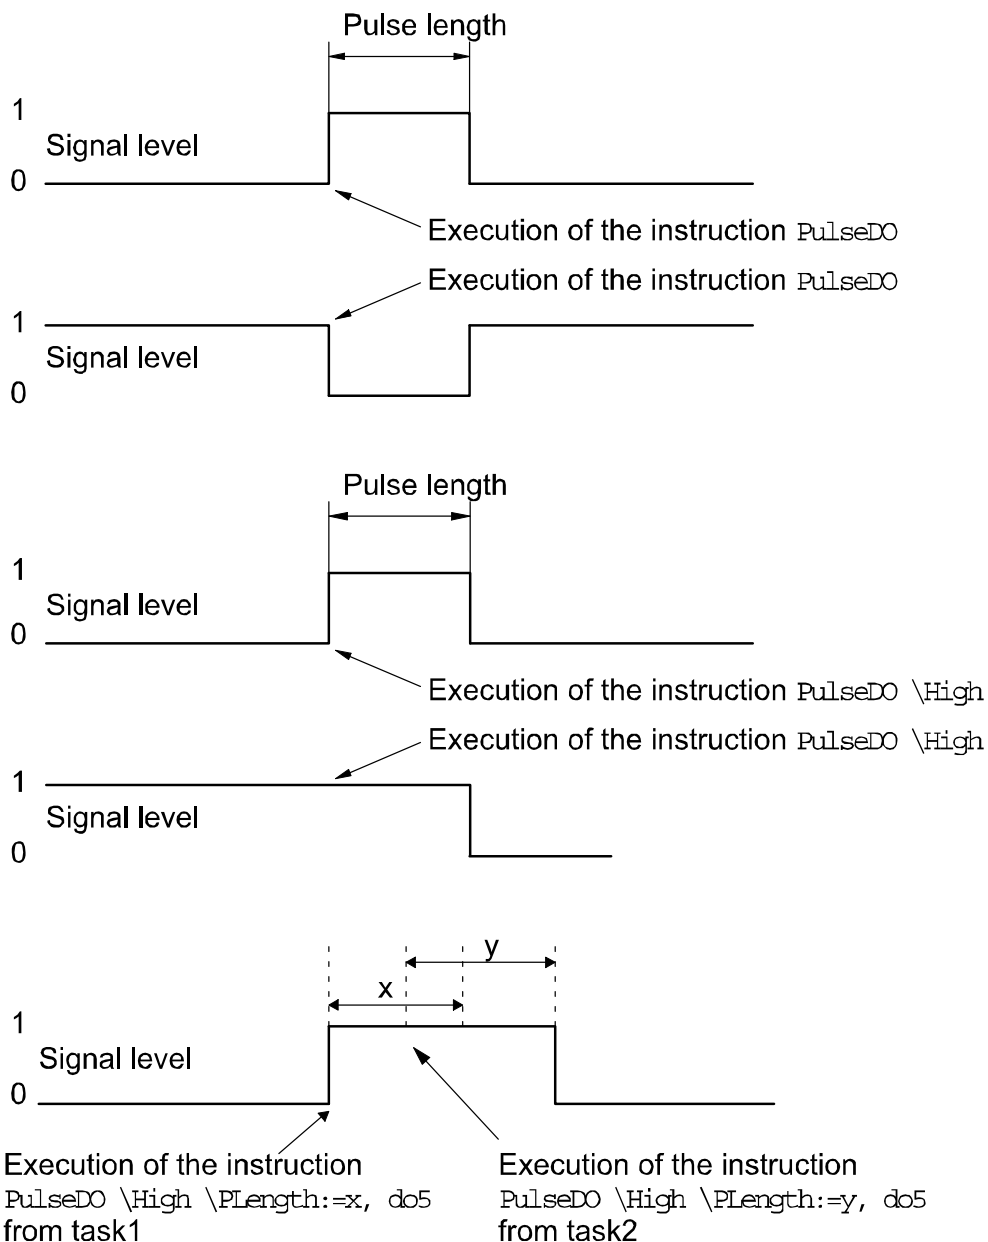 Pulse length
1
Signal level
0
Execution of the instruction PulseDO
Execution of the instruction PulseDO
1
Signal level
0
Pulse length
1
Signal level
0
Execution of the instruction PulseDO \High
Execution of the instruction PulseDO \High
1
Signal level
0
y
x
1
Signal level
0
Execution of the instruction
PulseDO \High \PLength:=x, do5
from task1
Execution of the instruction
PulseDO \High \PLength:=y, do5
from task2